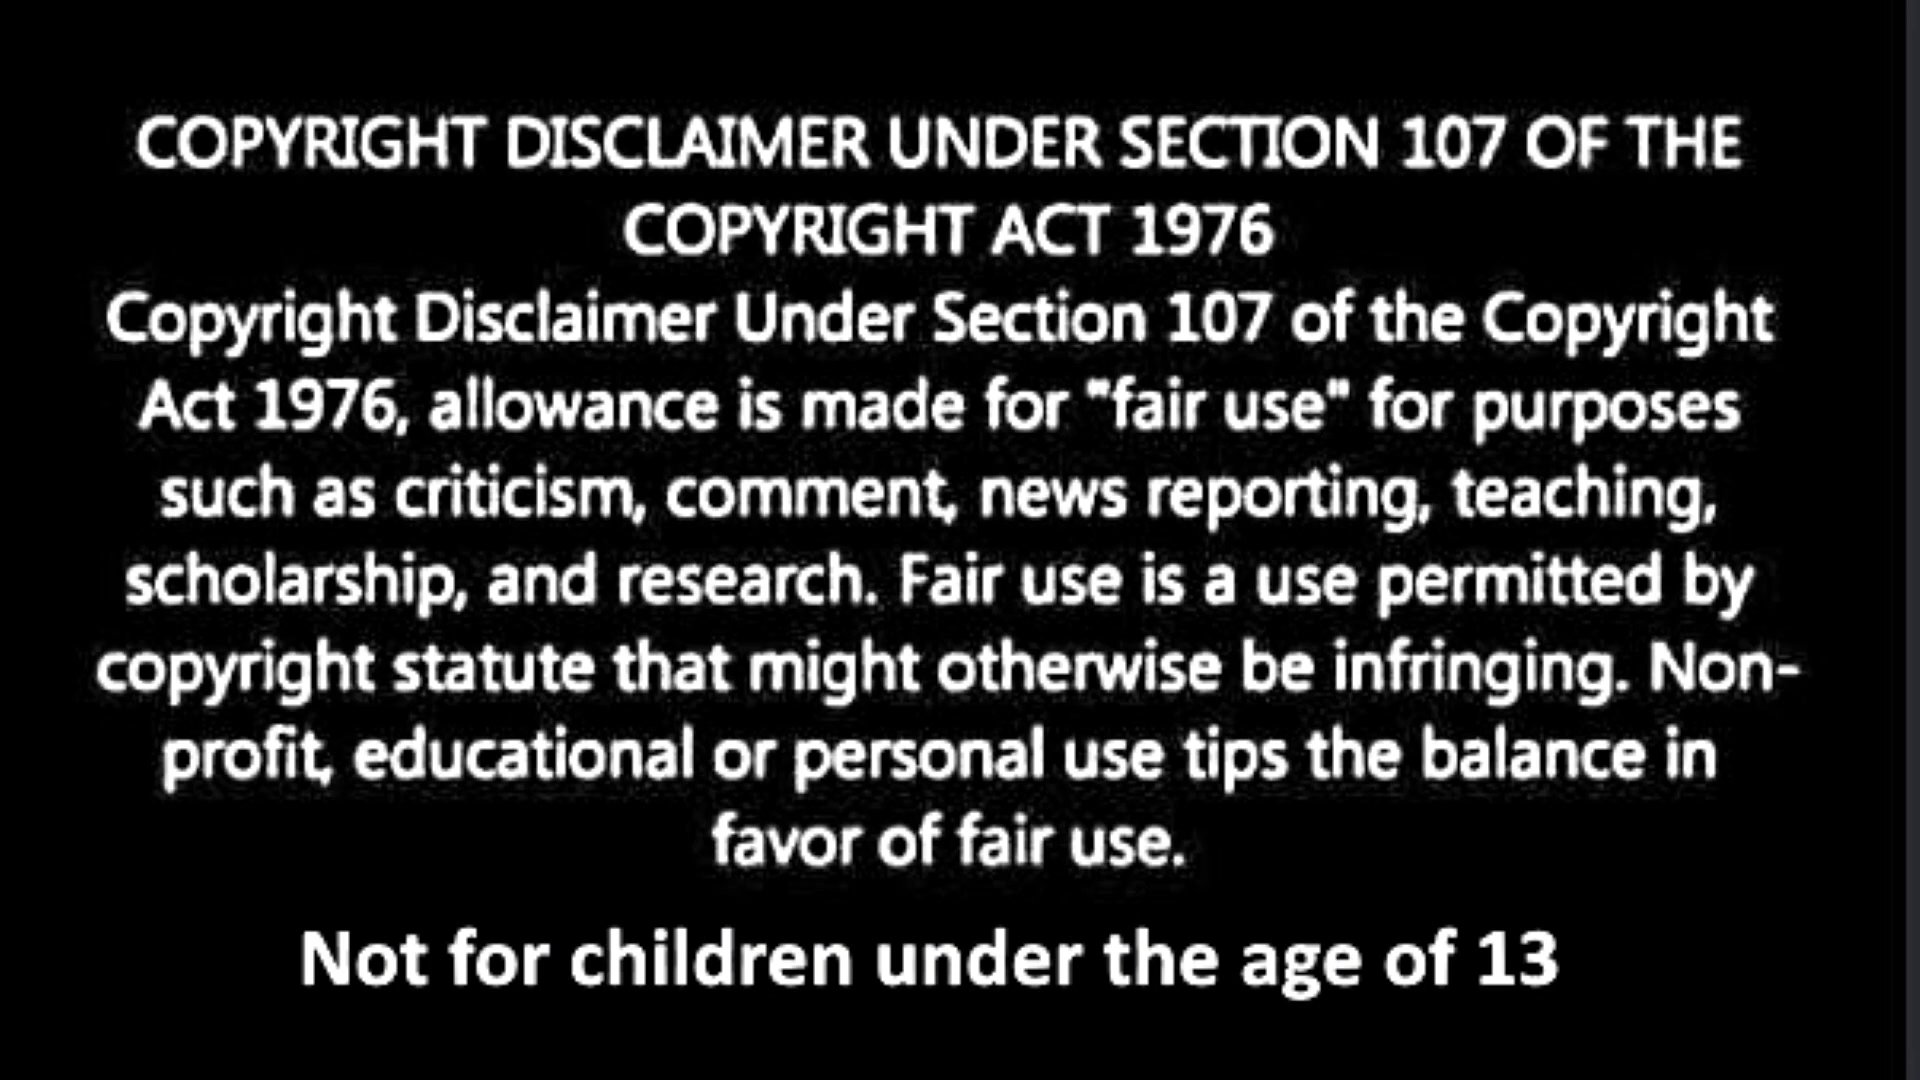 COPYRIGHT DISCLAIMER UNDER SECTION 107 OF THE
COPYRIGHT ACT 1976
Copyright Disclaimer Under Section 107 of the Copyright
Act 1976, allowance is made for "fair use" for purposes
such as criticism, comment, news reporting, teaching,
scholarship, and research. Fair use is a use permitted by
copyright statute that might otherwise be infringing. Non-
profit, educational or personal use tips the balance in
favor of fair use.
Not for children under the age of 13